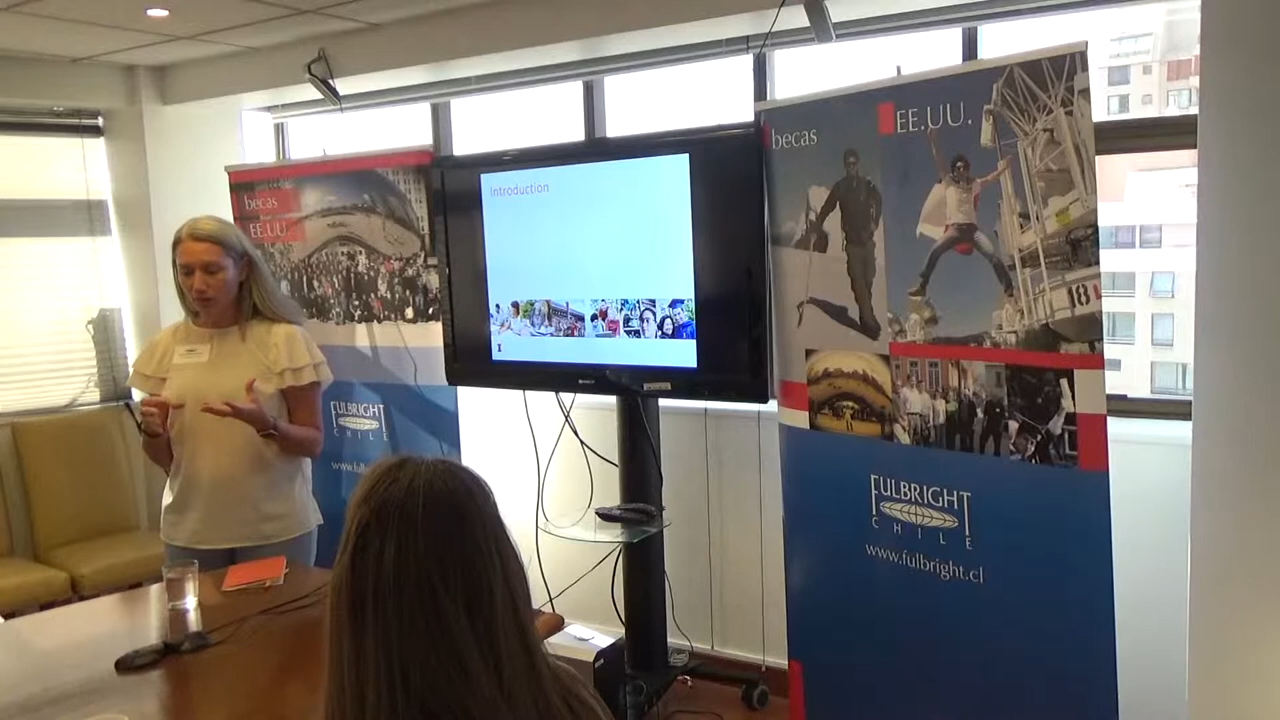 becas
EE.UU.
FULBRIGHT
CHILE
Introduction
I
becas
EE.UU.
18
FULBRIGHT
CHILE
www.fulbright.cl